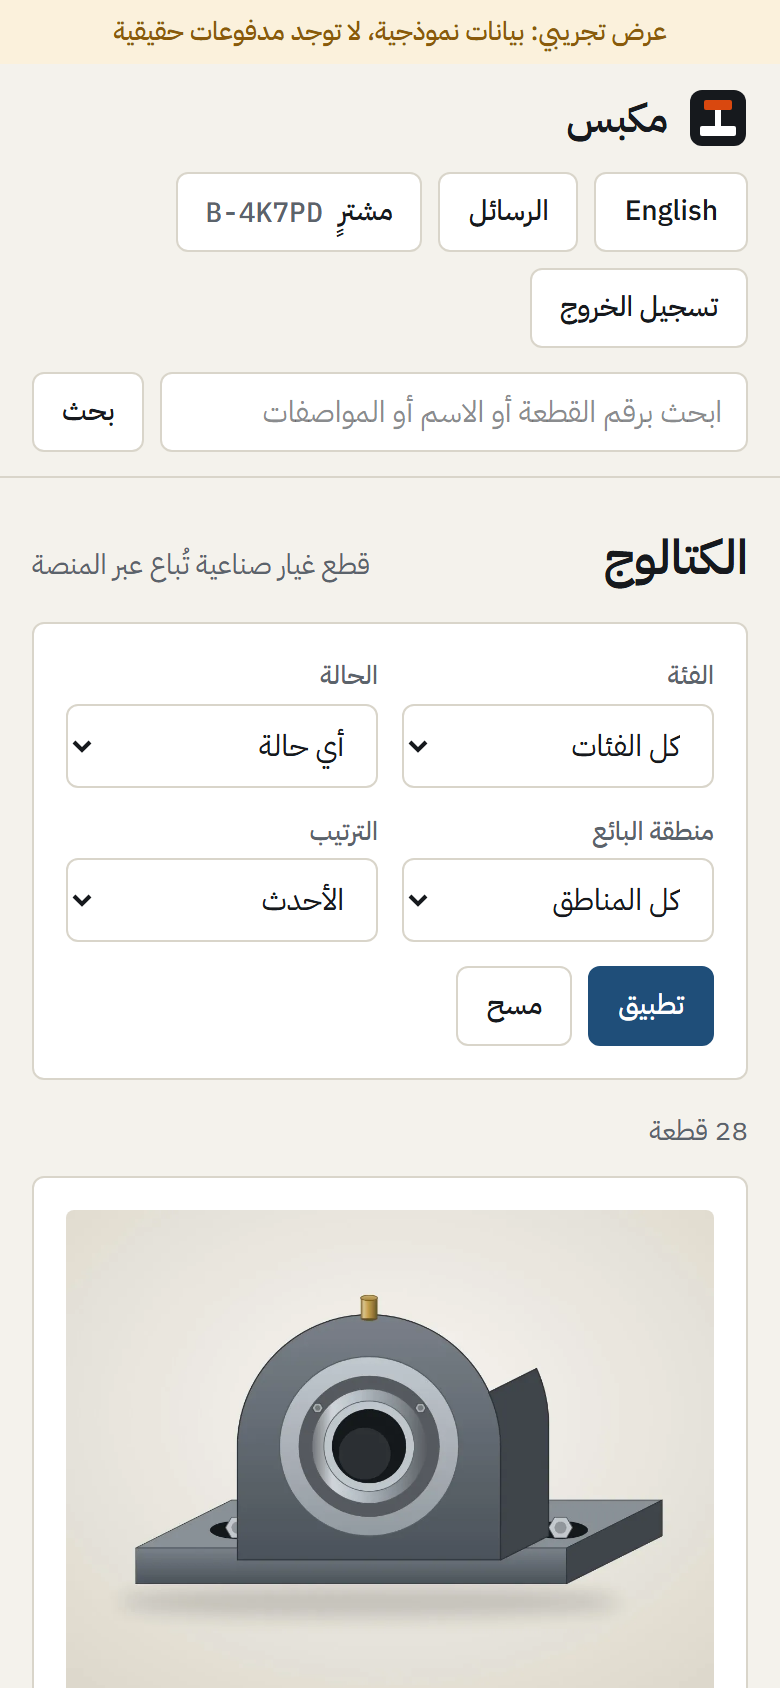 عرض تجريبي: بيانات نموذجية، لا توجد مدفوعات حقيقية
مكبس
English
الرسائل
مشترٍ B-4K7PD
تسجيل الخروج
ابحث برقم القطعة أو الاسم أو المواصفات
بحث
الكتالوج
قطع غيار صناعية تُباع عبر المنصة
الفئة
الحالة
كل الفئات
أي حالة
منطقة البائع
الترتيب
كل المناطق
الأحدث
تطبيق
مسح
28 قطعة